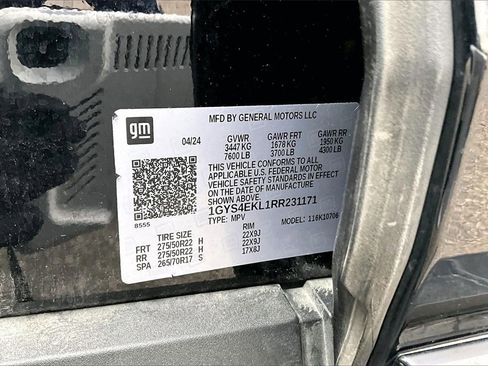 MFD BY GENERAL MOTORS LLC
gm
04/24 GVWR GAWR FRT GAWR RR
3447 KG 1678 KG 1950 KG
7600 LB 3700 LB 4300 LB
THIS VEHICLE CONFORMS TO ALL
APPLICABLE U.S. FEDERAL MOTOR
VEHICLE SAFETY STANDARDS IN EFFECT
ON THE DATE OF MANUFACTURE
SHOWN ABOVE.
1GYS4EKL1RR231171
TYPE: MPV MODEL: 116K10706
8555
TIRE SIZE RIM
FRT 275/50R22 H 22X9J
RR 275/50R22 H 22X9J
SPA 265/70R17 S 17X8J